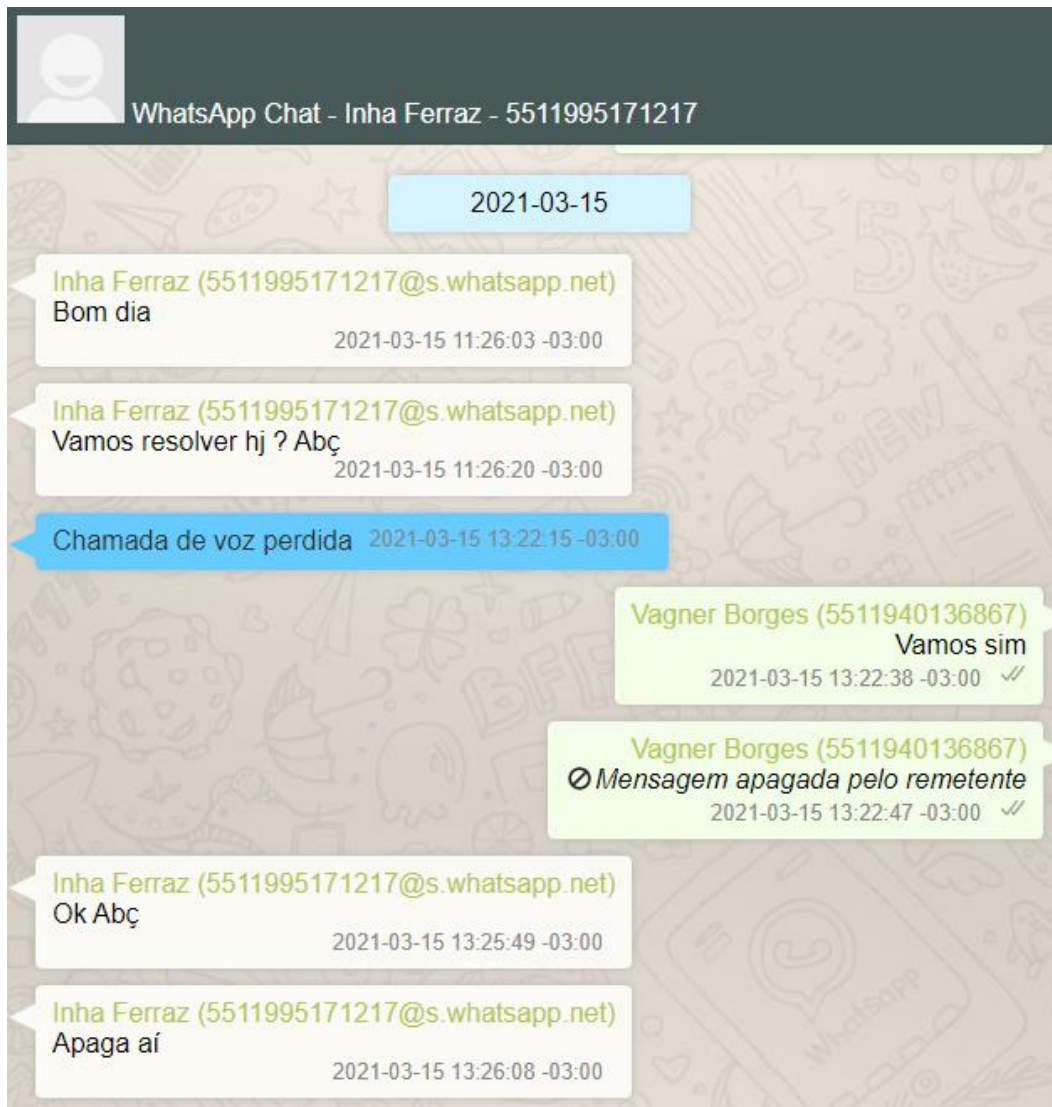 WhatsApp Chat - Inha Ferraz - 5511995171217
2021-03-15
Inha Ferraz (5511995171217@s.whatsapp.net)
Bom dia
2021-03-15 11:26:03 -03:00
Inha Ferraz (5511995171217@s.whatsapp.net)
Vamos resolver hj ? Abç
2021-03-15 11:26:20 -03:00
Chamada de voz perdida 2021-03-15 13:22:15 -03:00
Vagner Borges (5511940136867)
Vamos sim
2021-03-15 13:22:38 -03:00
Vagner Borges (5511940136867)
Mensagem apagada pelo remetente
2021-03-15 13:22:47 -03:00
Inha Ferraz (5511995171217@s.whatsapp.net)
Ok Abç
2021-03-15 13:25:49 -03:00
Inha Ferraz (5511995171217@s.whatsapp.net)
Apaga aí
2021-03-15 13:26:08 -03:00